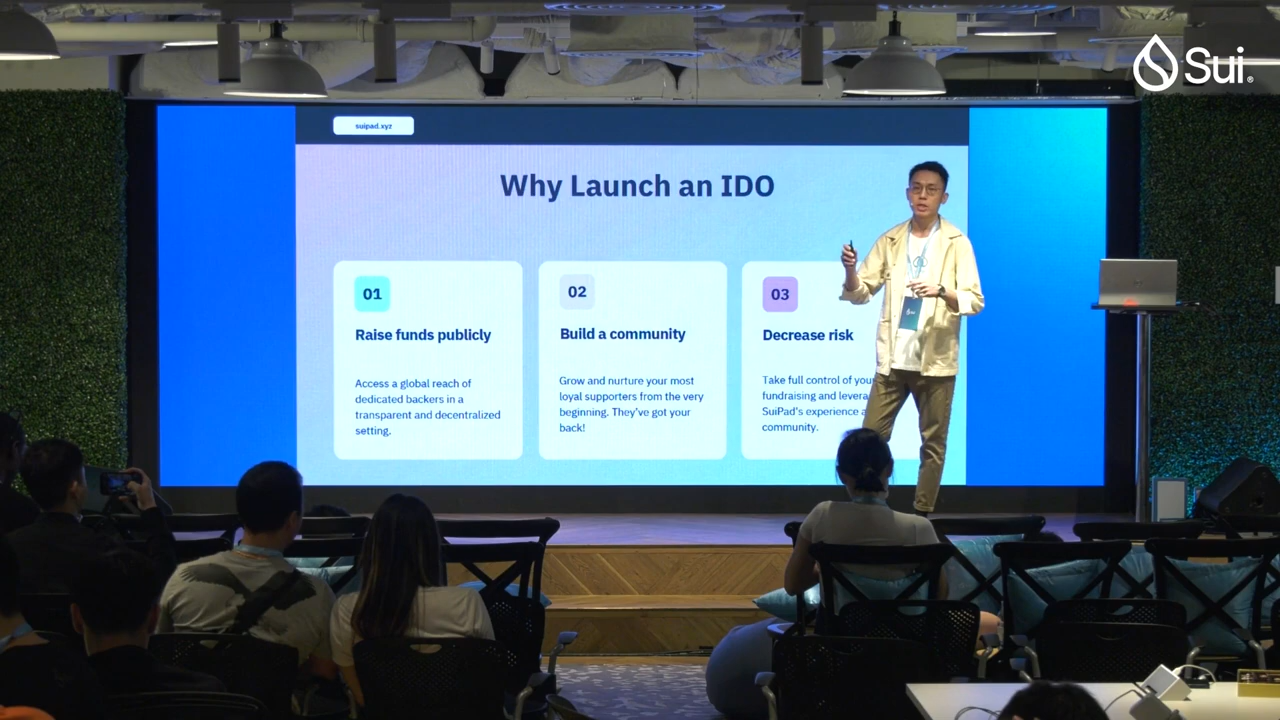 Sui®
suipad.xyz
Why Launch an IDO
01
Raise funds publicly
Access a global reach of
dedicated backers in a
transparent and decentralized
setting.
02
Build a community
Grow and nurture your most
loyal supporters from the very
beginning. They've got your
back!
03
Decrease risk
Take full control of your
fundraising and
SuiPad's experience
community.